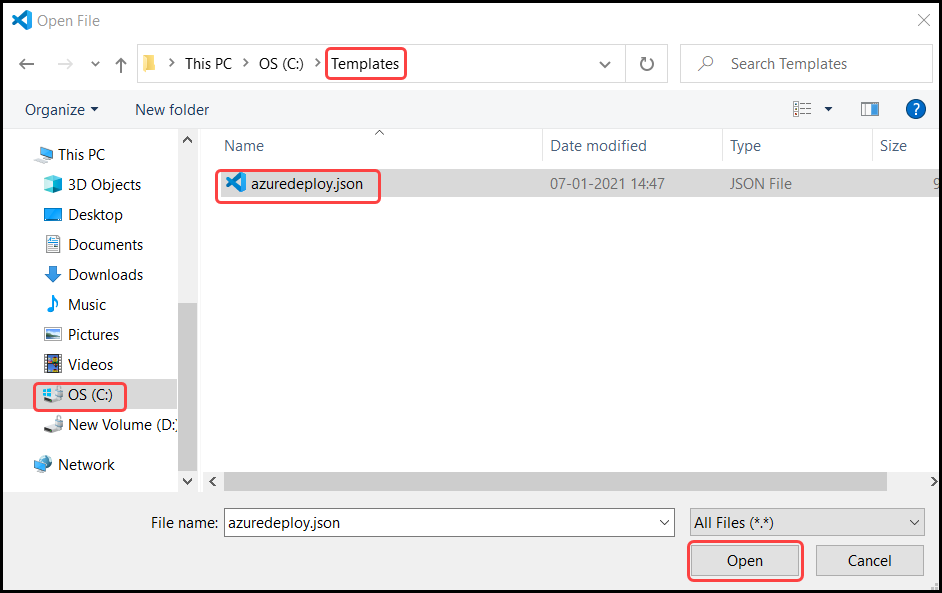 Open File
This PC > OS (C:) > Templates
Search Templates
Organize
New folder
?
Name
Date modified
Type
Size
azuredeploy.json
07-01-2021 14:47
JSON File
9
This PC
3D Objects
Desktop
Documents
Downloads
Music
Pictures
Videos
OS (C:)
New Volume (D:)
Network
File name:
azuredeploy.json
All Files (*.*)
Open
Cancel